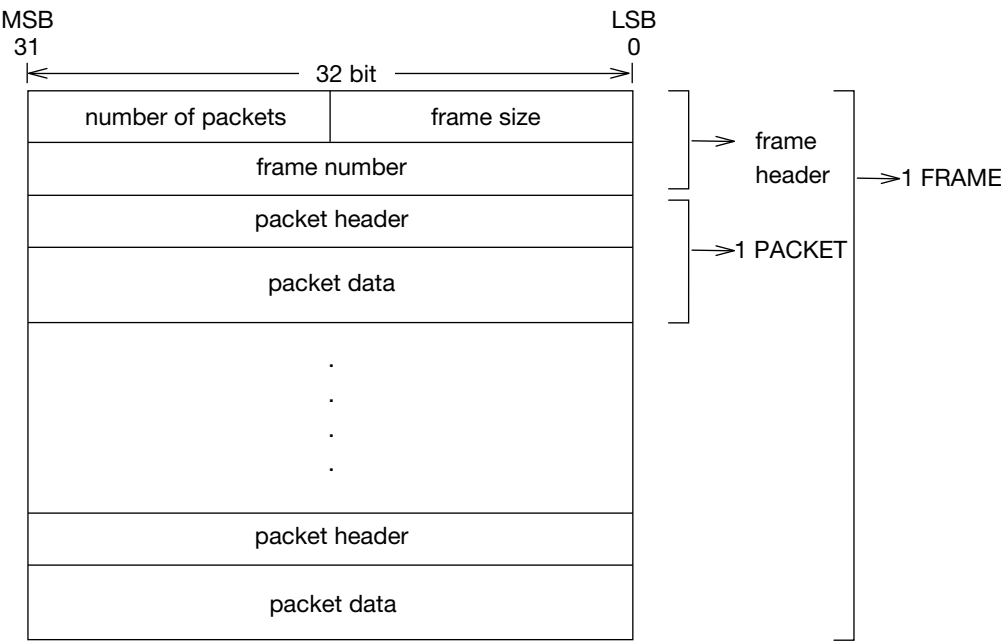 MSB LSB
31 0
32 bit
number of packets frame size
frame number
packet header
packet data
.
.
.
.
packet header
packet data
frame
header
1 PACKET
1 FRAME